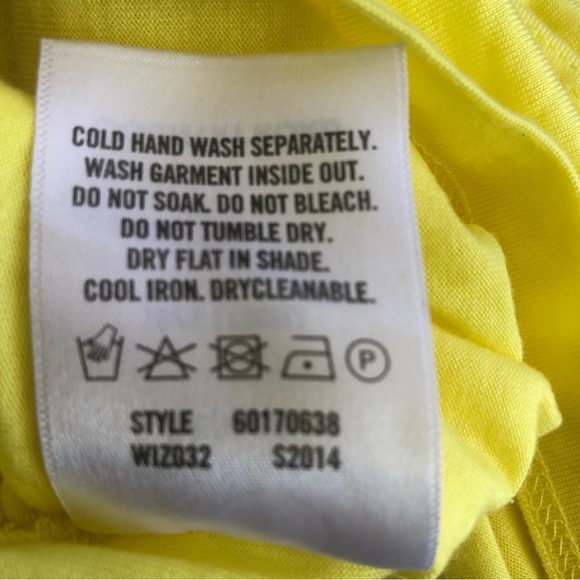 COLD HAND WASH SEPARATELY.
WASH GARMENT INSIDE OUT.
DO NOT SOAK. DO NOT BLEACH.
DO NOT TUMBLE DRY.
DRY FLAT IN SHADE.
COOL IRON. DRYCLEANABLE.
P
STYLE 60170638
WIZ032 S2014